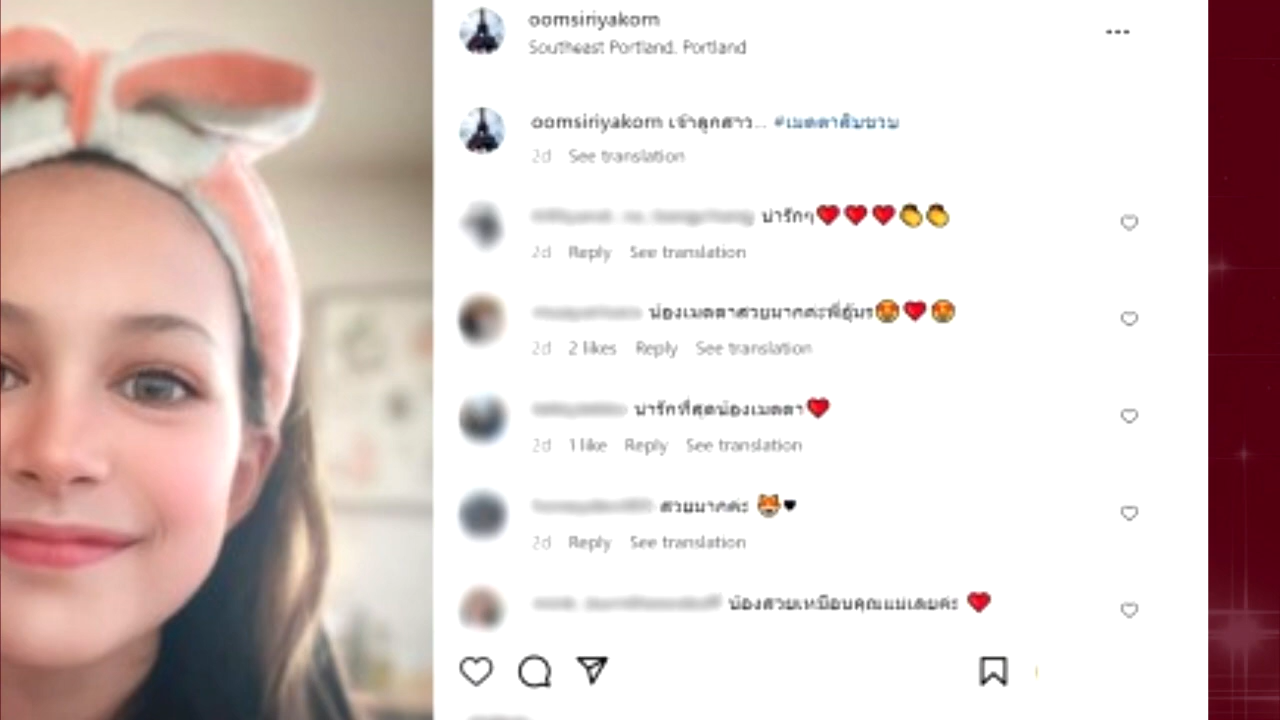 oomsiriyakorn
Southeast Portland, Portland
oomsiriyakorn เจ้าลูกสาว... #เมตตาสิบขวบ
2d See translation
น่ารักๆ❤️❤️❤️👏👏
2d Reply See translation
น้องเมตตาสวยมากค่ะพี่อุ้มร🥰❤️🥰
2d 2 likes Reply See translation
น่ารักที่สุดน้องเมตตา❤️
2d 1 like Reply See translation
สวยมากค่ะ 😻♥
2d Reply See translation
น้องสวยเหมือนคุณแม่เลยค่ะ ❤️